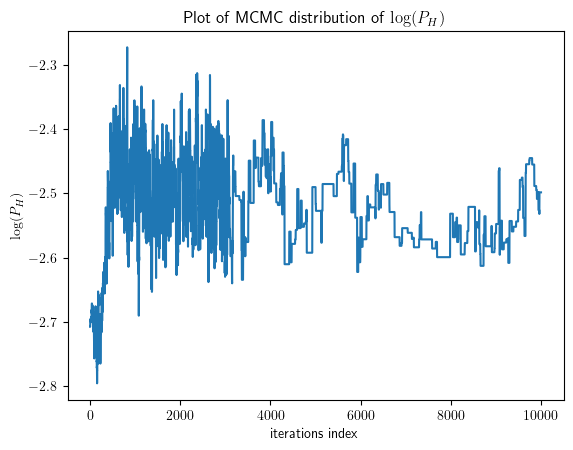 Plot of MCMC distribution of log(P_H)
log(P_H)
−2.3
−2.4
−2.5
−2.6
−2.7
−2.8
0 2000 4000 6000 8000 10000
iterations index